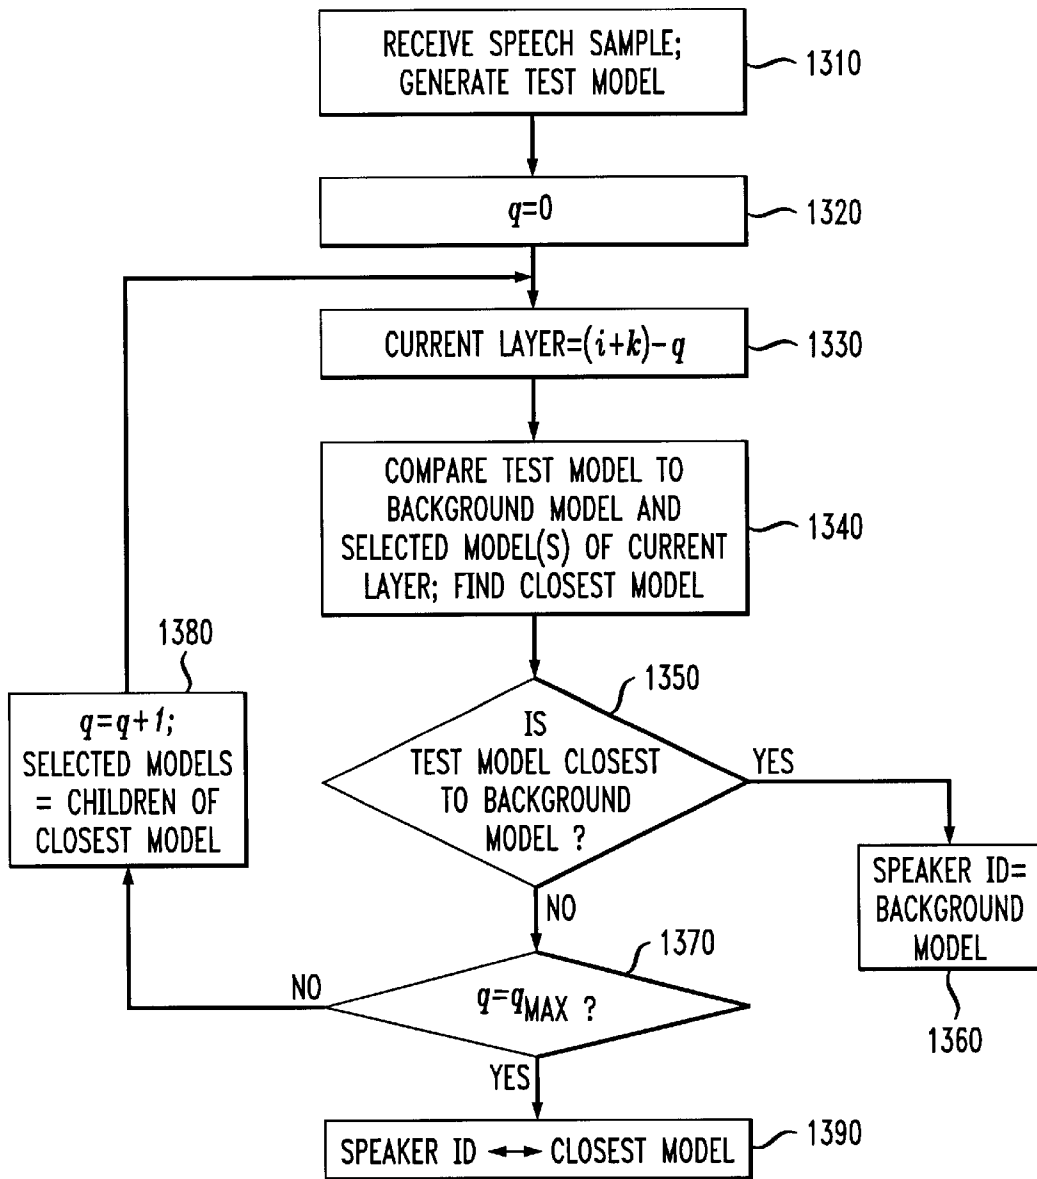 RECEIVE SPEECH SAMPLE;
GENERATE TEST MODEL
1310
q=0
1320
CURRENT LAYER=(i+k)-q
1330
COMPARE TEST MODEL TO
BACKGROUND MODEL AND
SELECTED MODEL(S) OF CURRENT
LAYER; FIND CLOSEST MODEL
1340
1380
q=q+1;
SELECTED MODELS
= CHILDREN OF
CLOSEST MODEL
1350
IS
TEST MODEL CLOSEST
TO BACKGROUND
MODEL ?
YES
SPEAKER ID=
BACKGROUND
MODEL
1360
NO
1370
q=qMAX ?
NO
YES
SPEAKER ID ↔ CLOSEST MODEL
1390